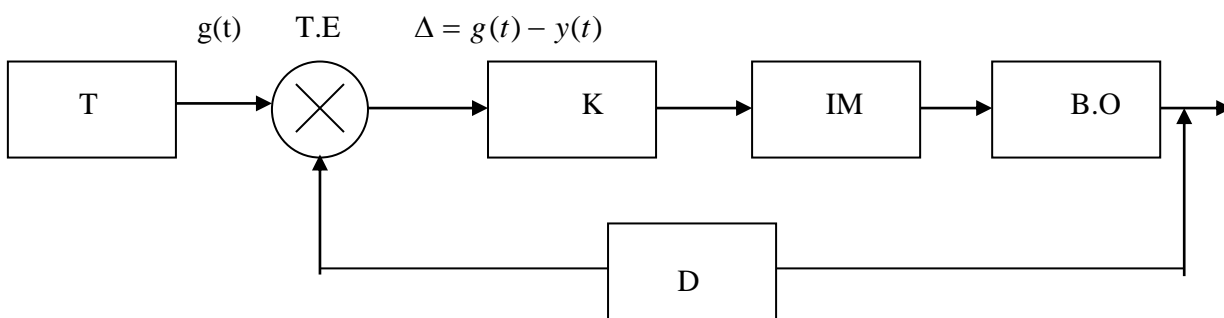 g(t) T.E Δ = g(t) − y(t)
T K IM B.O
D